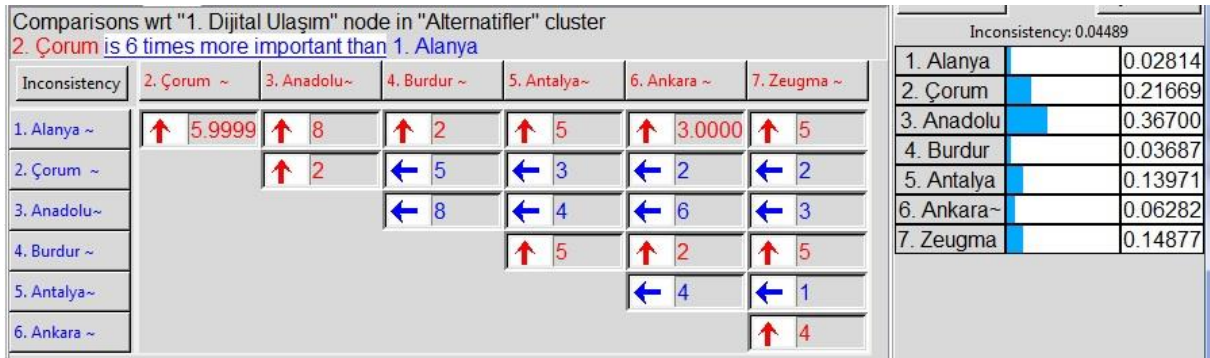 Comparisons wrt "1. Dijital Ulaşım" node in "Alternatifler" cluster
2. Çorum is 6 times more important than 1. Alanya
Inconsistency 2. Çorum ~ 3. Anadolu~ 4. Burdur ~ 5. Antalya~ 6. Ankara ~ 7. Zeugma ~
1. Alanya ~ 5.9999 8 2 5 3.0000 5
2. Çorum ~ 2 5 3 2 2
3. Anadolu~ 8 4 6 3
4. Burdur ~ 5 2 5
5. Antalya~ 4 1
6. Ankara ~ 4
Inconsistency: 0.04489
1. Alanya 0.02814
2. Çorum 0.21669
3. Anadolu 0.36700
4. Burdur 0.03687
5. Antalya 0.13971
6. Ankara~ 0.06282
7. Zeugma 0.14877